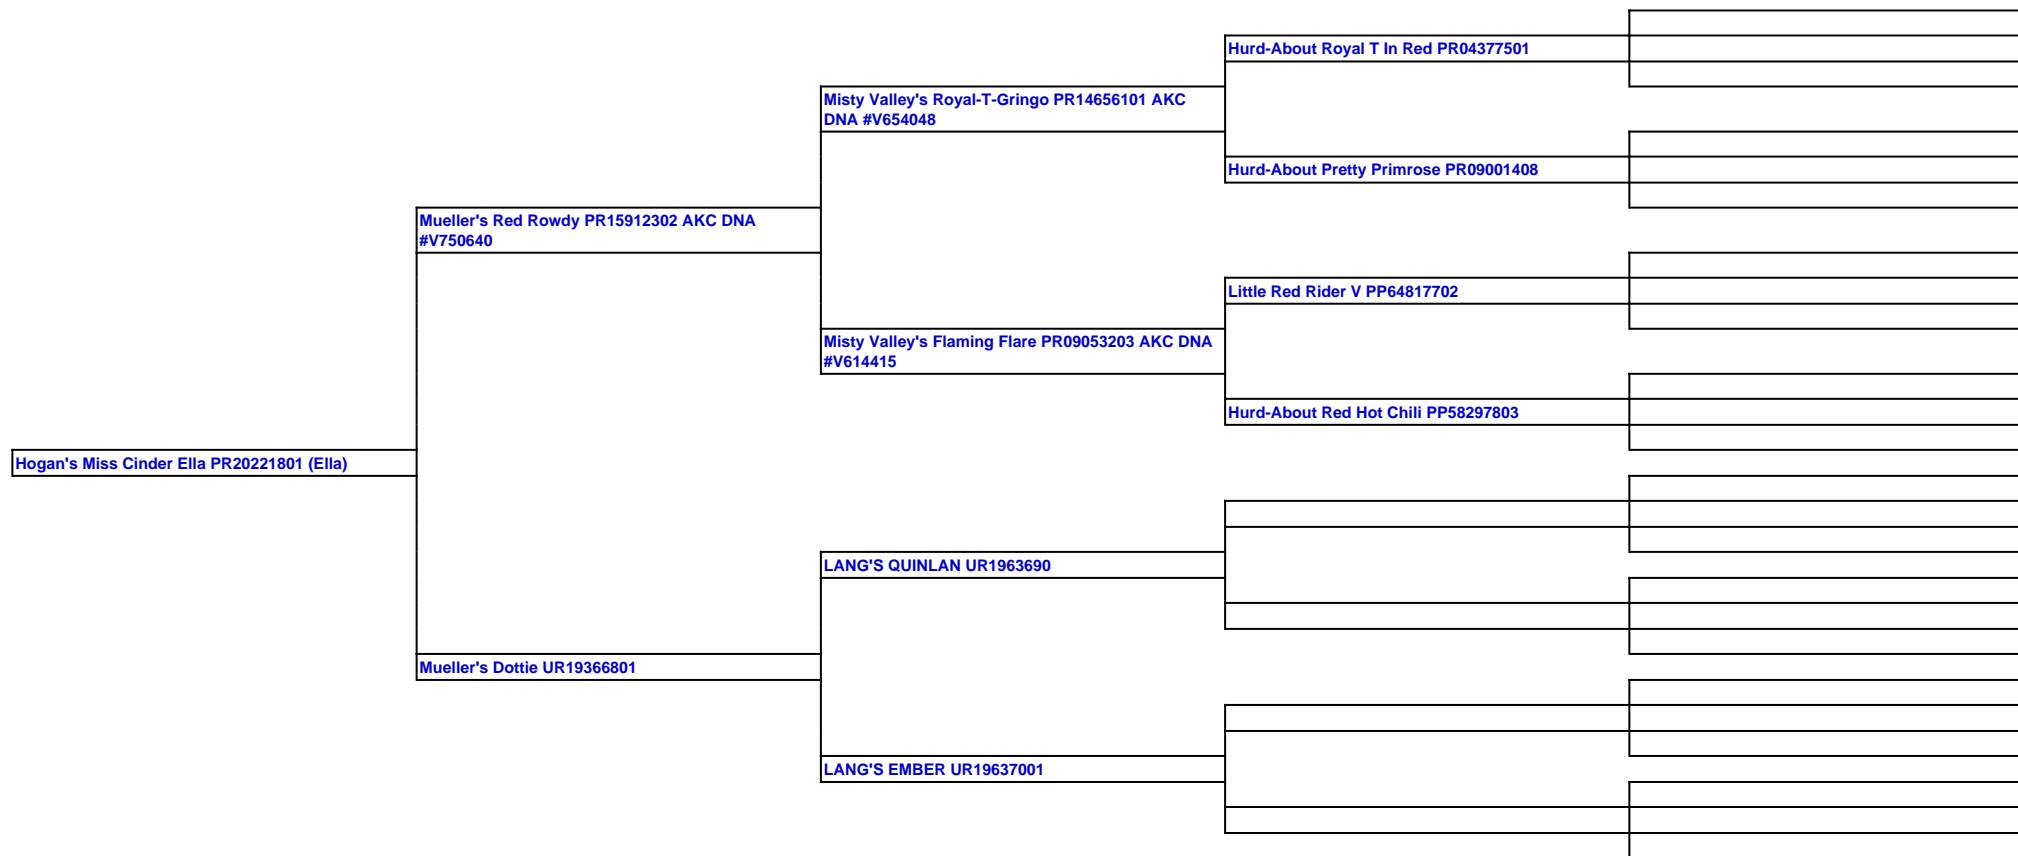 Hurd-About Royal T In Red PR04377501
Misty Valley's Royal-T-Gringo PR14656101 AKC
DNA #V654048
Hurd-About Pretty Primrose PR09001408
Mueller's Red Rowdy PR15912302 AKC DNA
#V750640
Little Red Rider V PP64817702
Misty Valley's Flaming Flare PR09053203 AKC DNA
#V614415
Hurd-About Red Hot Chili PP58297803
Hogan's Miss Cinder Ella PR20221801 (Ella)
LANG'S QUINLAN UR1963690
Mueller's Dottie UR19366801
LANG'S EMBER UR19637001